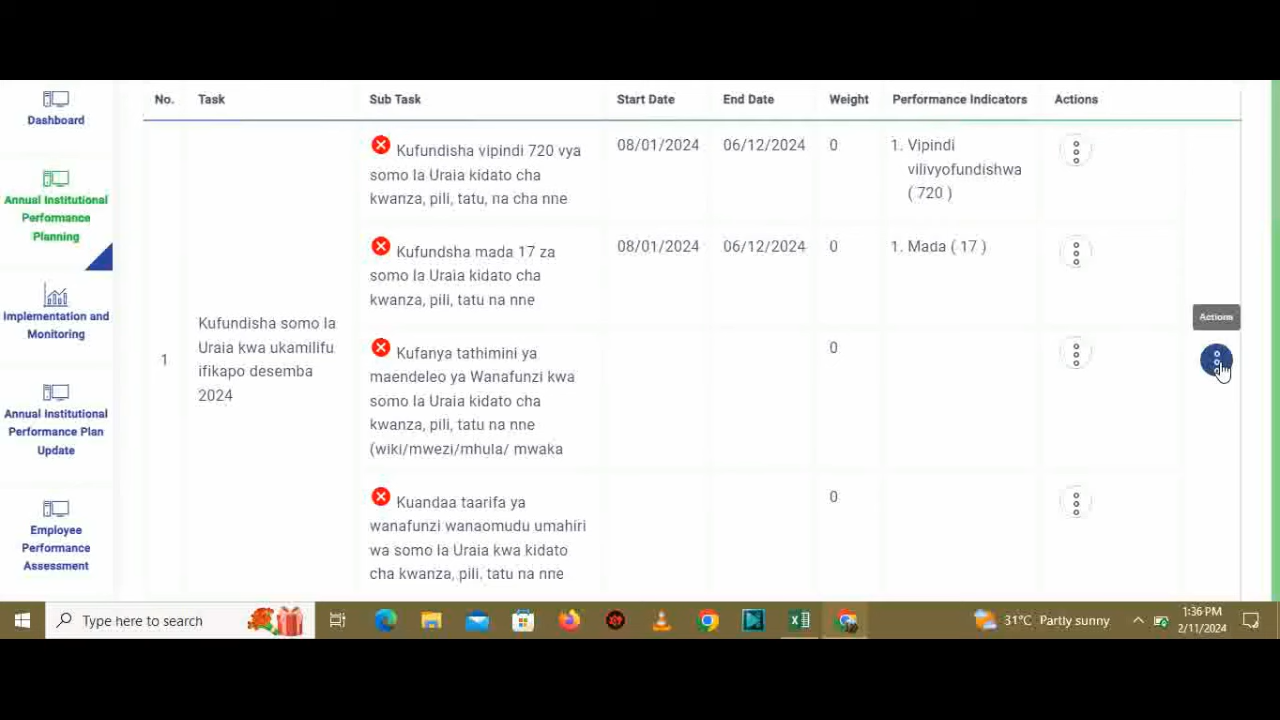 No.
Task
Sub Task
Start Date
End Date
Weight
Performance Indicators
Actions
Dashboard
Annual Institutional
Performance
Planning
Implementation and
Monitoring
Annual Institutional
Performance Plan
Update
Employee
Performance
Assessment
1
Kufundisha somo la
Uraia kwa ukamilifu
ifikapo desemba
2024
Kufundisha vipindi 720 vya
somo la Uraia kidato cha
kwanza, pili, tatu, na cha nne
08/01/2024
06/12/2024
0
1. Vipindi
vilivyofundishwa
( 720 )
Kufundsha mada 17 za
somo la Uraia kidato cha
kwanza, pili, tatu na nne
08/01/2024
06/12/2024
0
1. Mada ( 17 )
Actions
Kufanya tathimini ya
maendeleo ya Wanafunzi kwa
somo la Uraia kidato cha
kwanza, pili, tatu na nne
(wiki/mwezi/mhula/ mwaka
0
Kuandaa taarifa ya
wanafunzi wanaomudu umahiri
wa somo la Uraia kwa kidato
cha kwanza, pili, tatu na nne
0
Type here to search
31°C Partly sunny
1:36 PM
2/11/2024